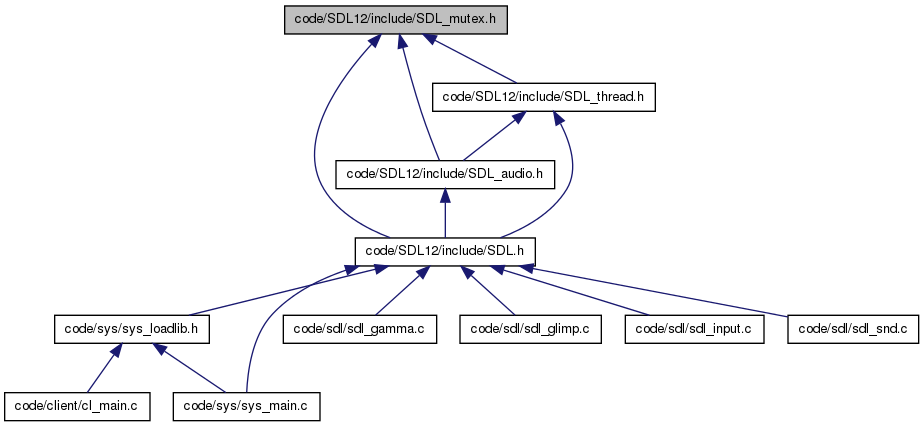 code/SDL12/include/SDL_mutex.h
code/SDL12/include/SDL_thread.h
code/SDL12/include/SDL_audio.h
code/SDL12/include/SDL.h
code/sys/sys_loadlib.h
code/sdl/sdl_gamma.c
code/sdl/sdl_glimp.c
code/sdl/sdl_input.c
code/sdl/sdl_snd.c
code/client/cl_main.c
code/sys/sys_main.c